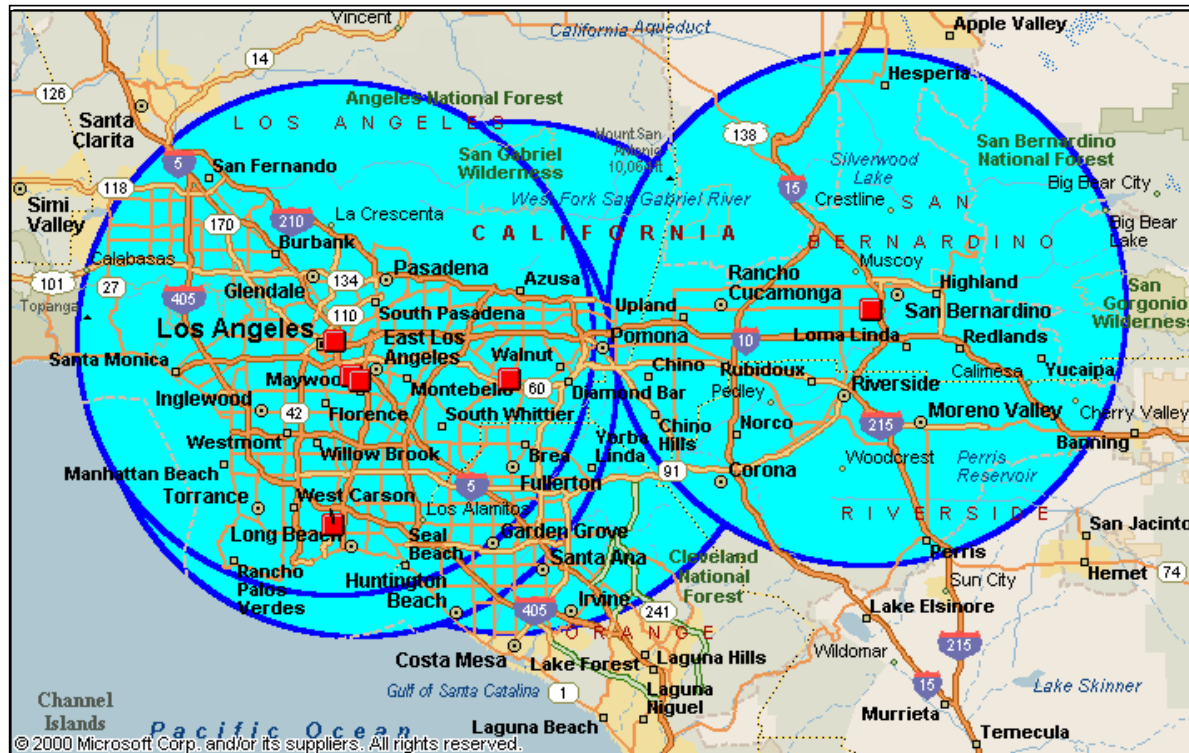 Vincent
California Aqueduct
Apple Valley
14
126
Hesperia
Santa
Clarita
Angeles National Forest
LOS ANGELES
Mount San
Antonio
138
San Bernardino
National Forest
5
San Fernando
San Gabriel
Wilderness
Silverwood
Lake
118
15
Big Bear City
Simi
Valley
West Fork San Gabriel River
Crestline
SAN
170
210
La Crescenta
Big Bear
Lake
Burbank
CALIFORNIA
BERNARDINO
Calabasas
Muscoy
101
27
134
Pasadena
Azusa
Rancho
Cucamonga
Highland
San
Gorgonio
Wilderness
Topanga
405
Glendale
110
South Pasadena
Upland
San Bernardino
Los Angeles
East Los
Angeles
Pomona
10
Loma Linda
Redlands
Santa Monica
Walnut
Chino
Rubidoux
Yucaipa
Maywood
Montebello
60
Diamond Bar
Pedley
Riverside
Calimesa
Inglewood
42
Florence
South Whittier
Chino
Hills
Norco
215
Moreno Valley
Cherry Valley
Westmont
Willow Brook
Brea
Yorba
Linda
Woodcrest
Perris
Reservoir
Banning
Manhattan Beach
5
Fullerton
91
Corona
Torrance
West Carson
Los Alamitos
RIVERSIDE
San Jacinto
Long Beach
Seal
Beach
Garden Grove
Santa Ana
Cleveland
National
Forest
Perris
Hemet
74
Rancho
Palos
Verdes
Huntington
Beach
405
Irvine
241
Sun City
Lake Elsinore
ORANGE
215
Costa Mesa
Lake Forest
Laguna Hills
Wildomar
Channel
Islands
Gulf of Santa Catalina
1
Laguna
Niguel
15
Lake Skinner
Pacific Ocean
Laguna Beach
Murrieta
Temecula
© 2000 Microsoft Corp. and/or its suppliers. All rights reserved.